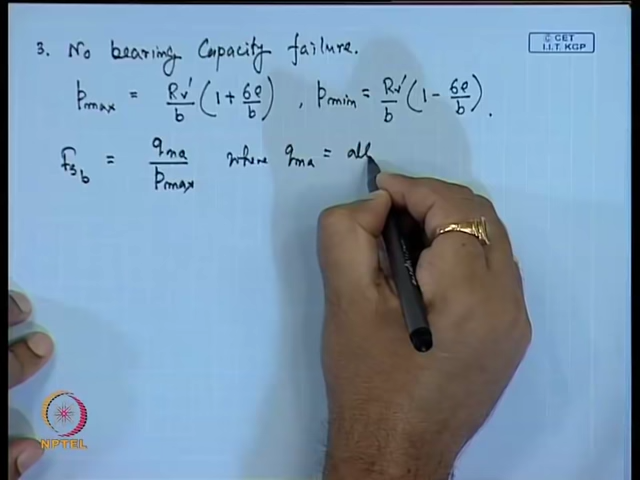 © CET
I.I.T. KGP
3. No bearing Capacity failure.
pmax = Rv'/b (1 + 6e/b) , pmin = Rv'/b (1 - 6e/b).
Fsb = qna/pmax where qna = all
NPTEL